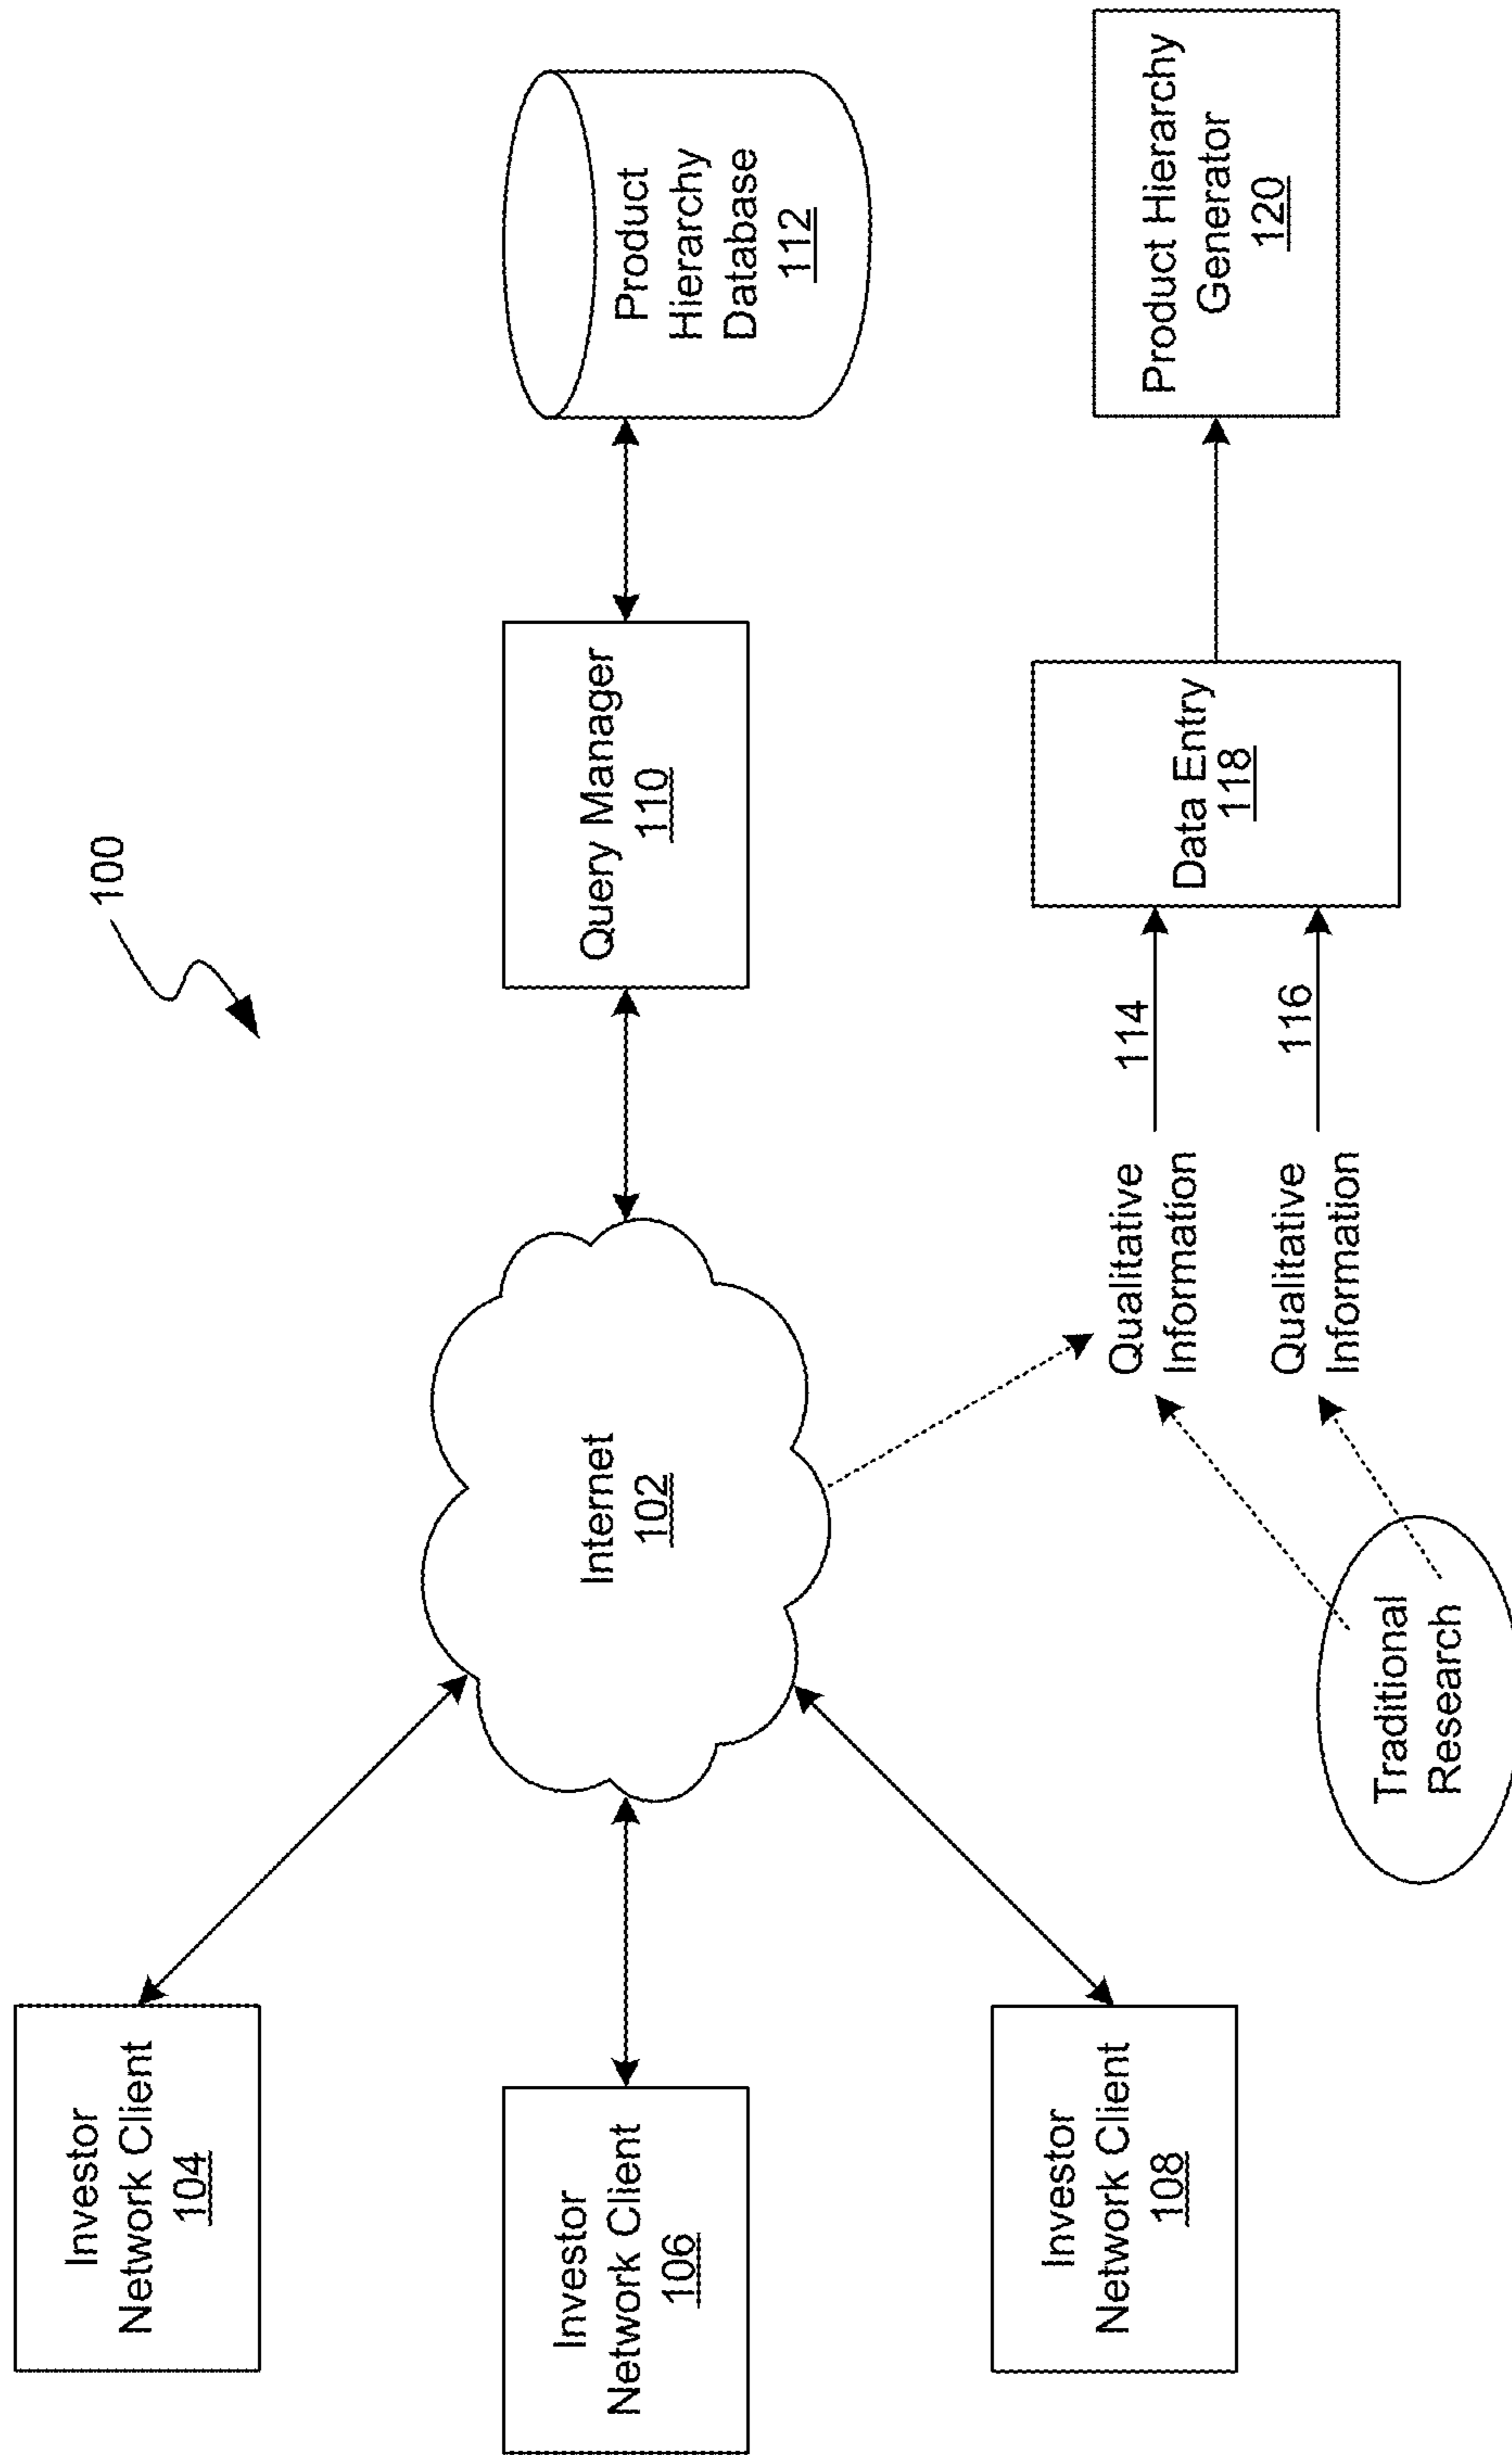 100
Investor
Network Client
104
Investor
Network Client
106
Investor
Network Client
108
Internet
102
Query Manager
110
Product
Hierarchy
Database
112
Traditional
Research
Qualitative
Information
114
Qualitative
Information
116
Data Entry
118
Product Hierarchy
Generator
120